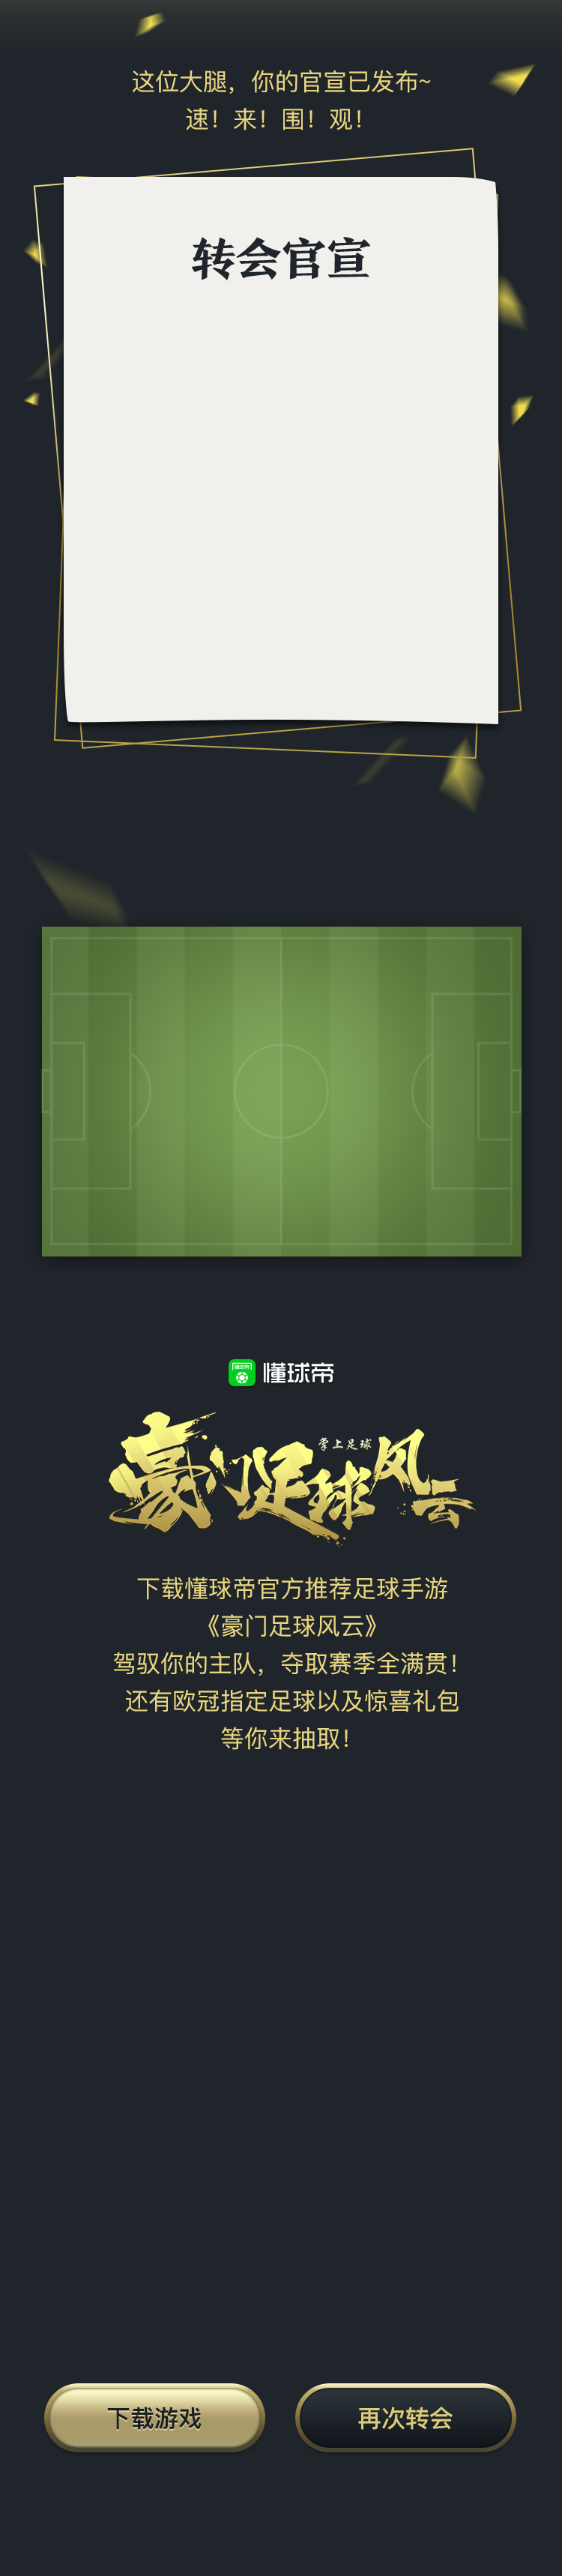 这位大腿，你的官宣已发布~
速！来！围！观！
转会官宣
懂球帝
掌上足球
豪门足球风云
下载懂球帝官方推荐足球手游
《豪门足球风云》
驾驭你的主队，夺取赛季全满贯！
还有欧冠指定足球以及惊喜礼包
等你来抽取！
下载游戏
再次转会